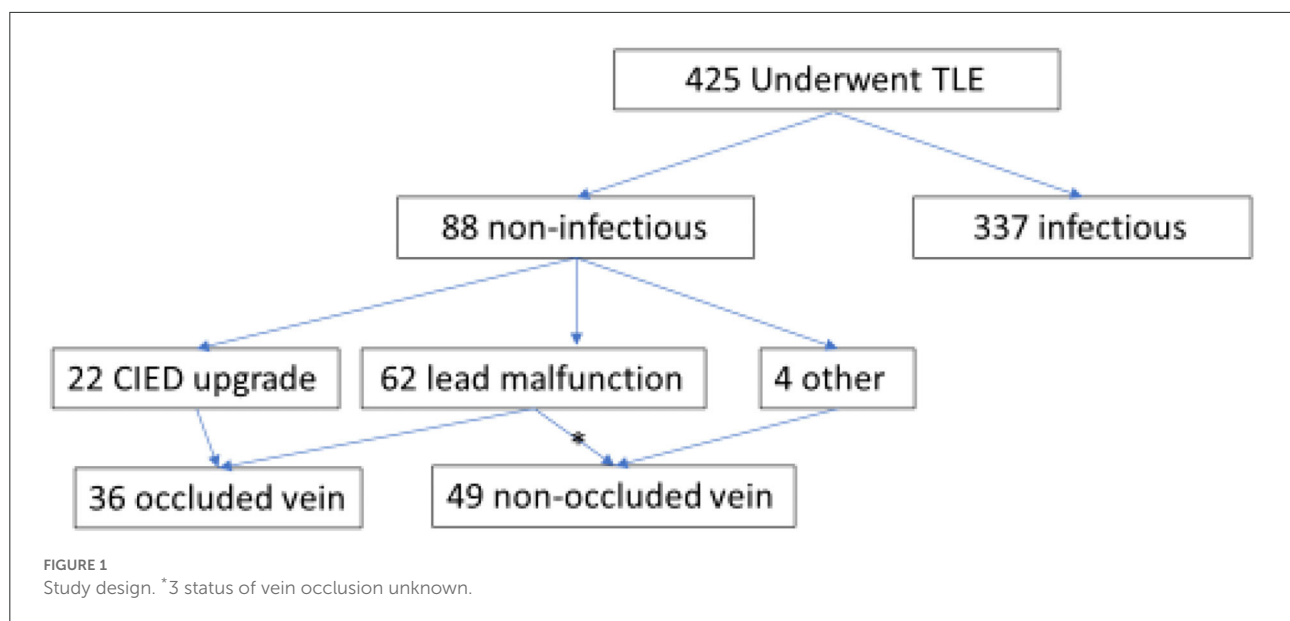 425 Underwent TLE
88 non-infectious
337 infectious
22 CIED upgrade
62 lead malfunction
4 other
*
36 occluded vein
49 non-occluded vein
FIGURE 1
Study design. *3 status of vein occlusion unknown.